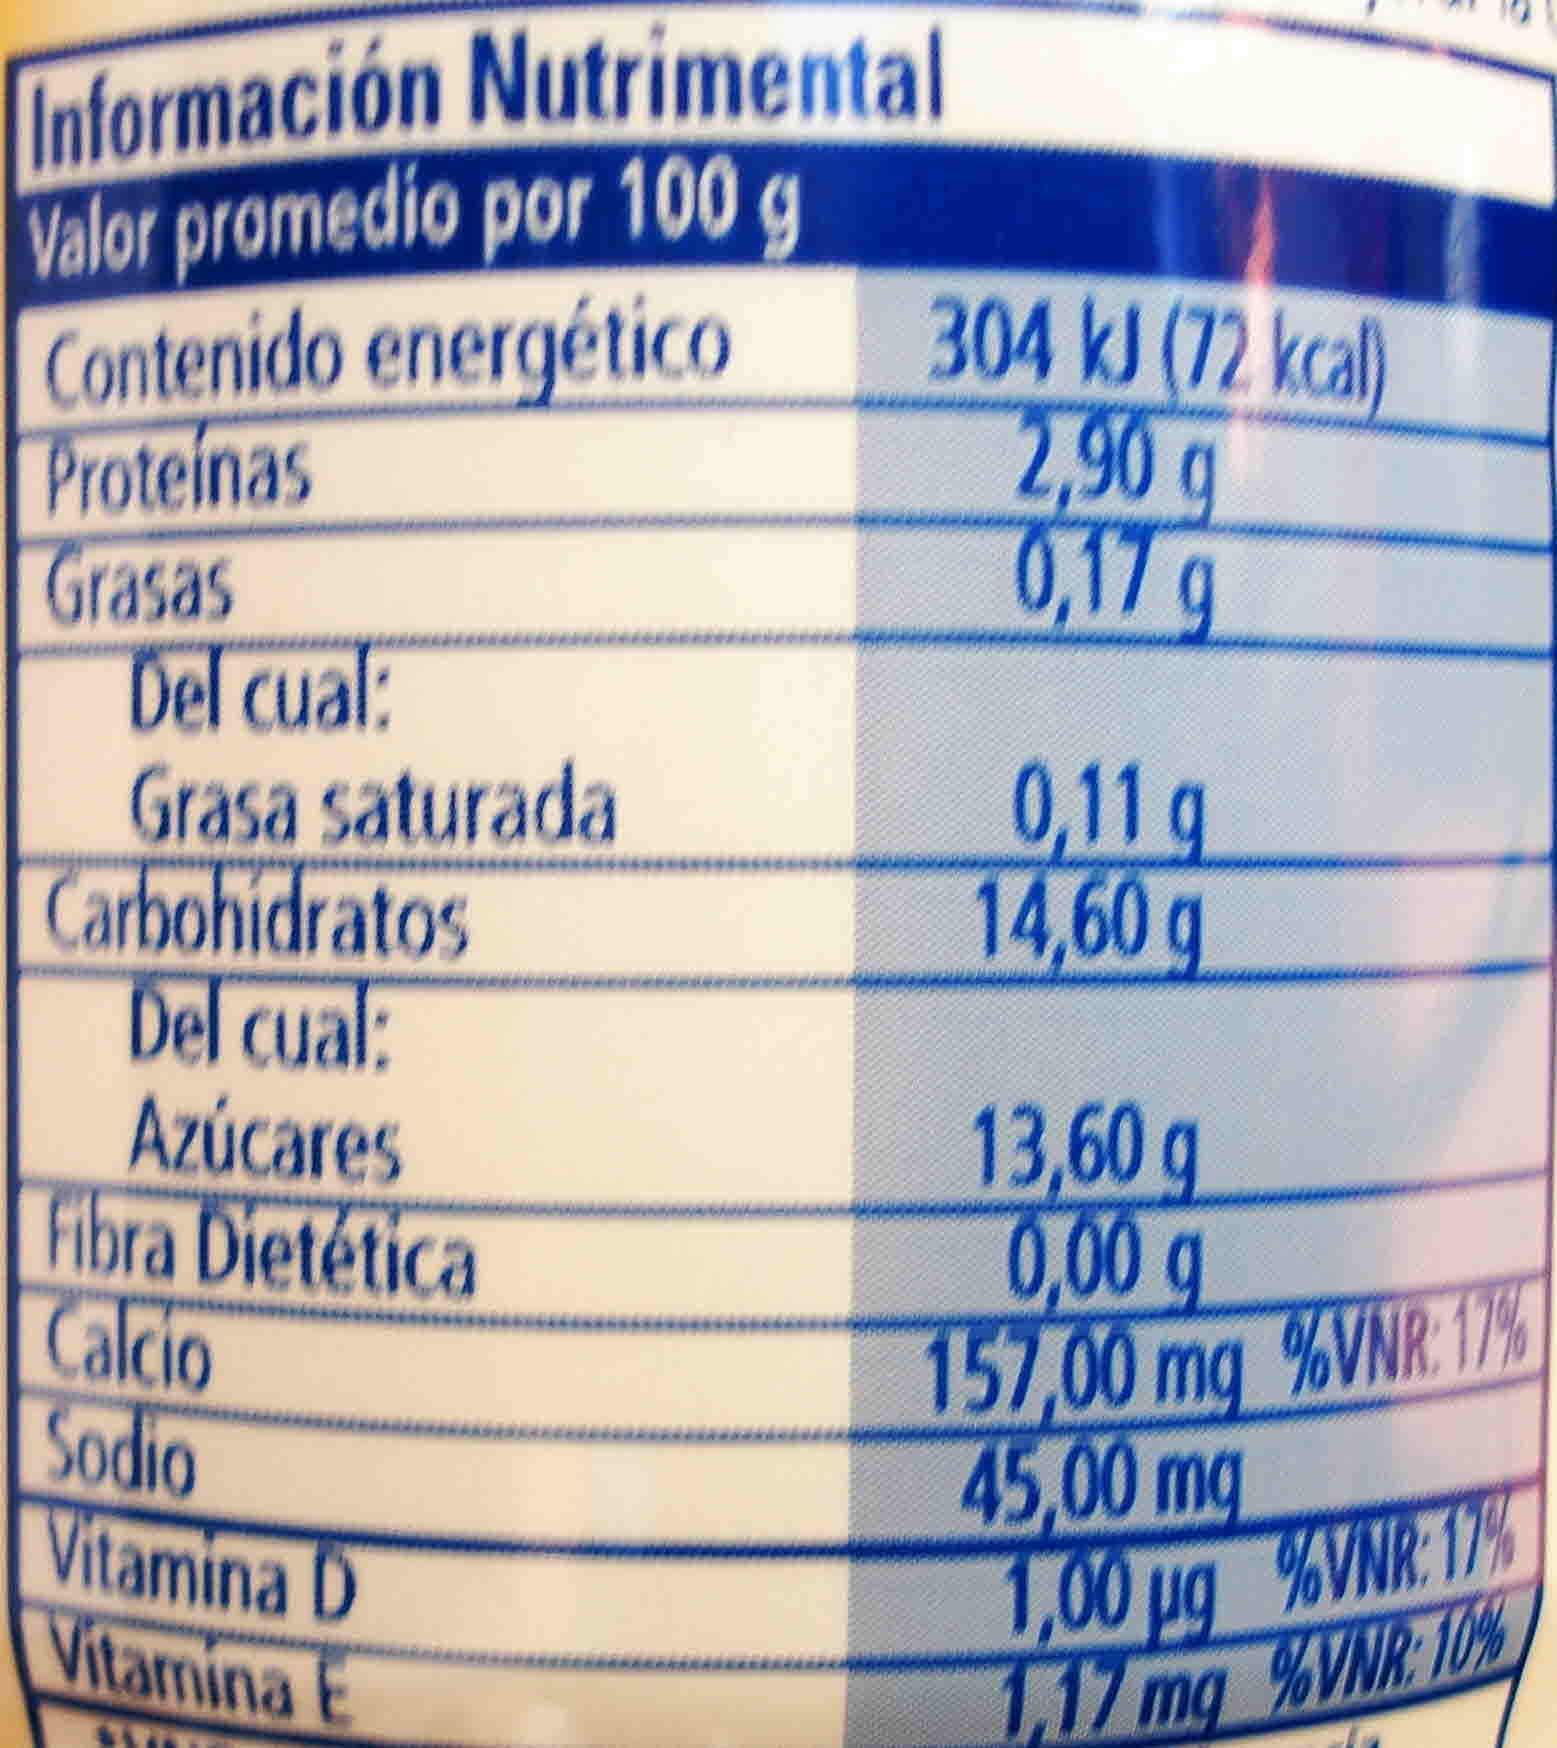 Información Nutrimental
Valor promedio por 100 g
Contenido energético 304 kJ (72 kcal)
Proteínas 2,90 g
Grasas 0,17 g
Del cual:
Grasa saturada 0,11 g
Carbohidratos 14,60 g
Del cual:
Azúcares 13,60 g
Fibra Dietética 0,00 g
Calcio 157,00 mg %VNR: 17%
Sodio 45,00 mg
Vitamina D 1,00 µg %VNR: 17%
Vitamina E 1,17 mg %VNR: 10%